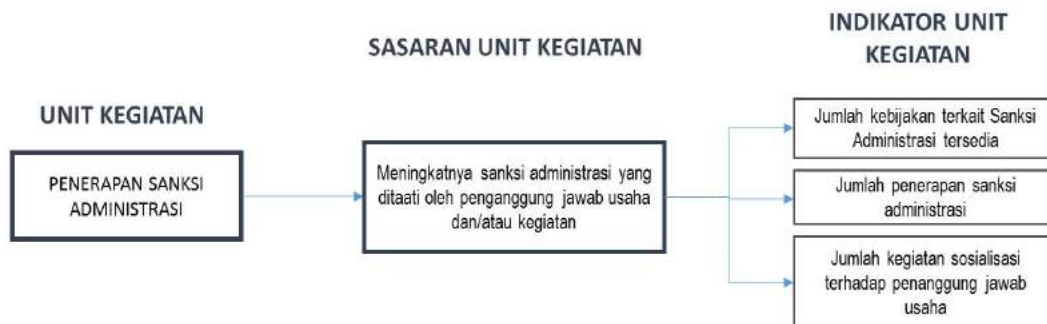 UNIT KEGIATAN
PENERAPAN SANKSI
ADMINISTRASI
SASARAN UNIT KEGIATAN
Meningkatnya sanksi administrasi yang
ditaati oleh pengganggung jawab usaha
dan/atau kegiatan
INDIKATOR UNIT
KEGIATAN
Jumlah kebijakan terkait Sanksi
Administrasi tersedia
Jumlah penerapan sanksi
administrasi
Jumlah kegiatan sosialisasi
terhadap penanggung jawab
usaha